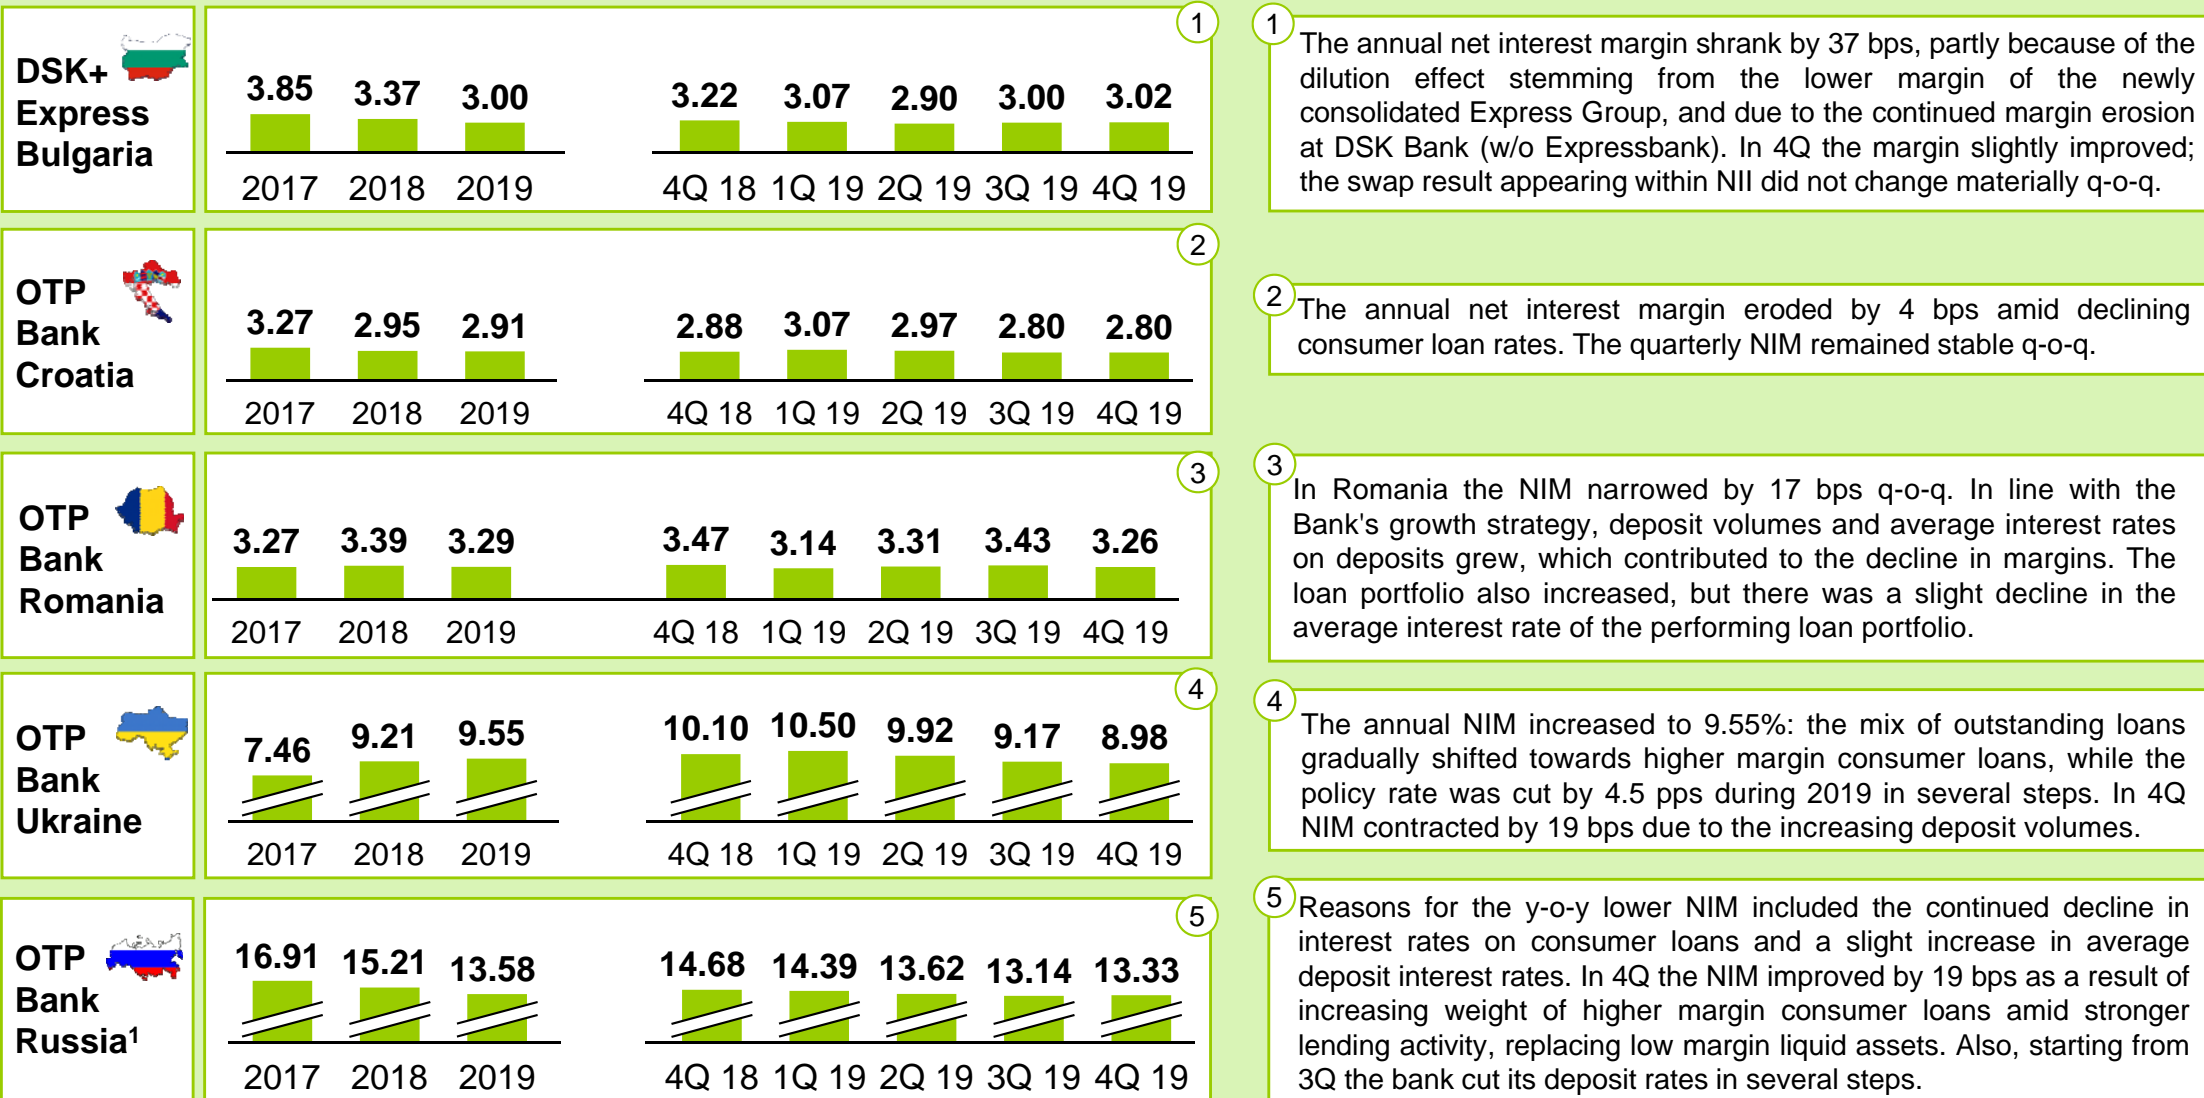 DSK+
Express
Bulgaria
1
3.85 3.37 3.00 3.22 3.07 2.90 3.00 3.02
2017 2018 2019 4Q 18 1Q 19 2Q 19 3Q 19 4Q 19
1
The annual net interest margin shrank by 37 bps, partly because of the
dilution effect stemming from the lower margin of the newly
consolidated Express Group, and due to the continued margin erosion
at DSK Bank (w/o Expressbank). In 4Q the margin slightly improved;
the swap result appearing within NII did not change materially q-o-q.
OTP
Bank
Croatia
2
3.27 2.95 2.91 2.88 3.07 2.97 2.80 2.80
2017 2018 2019 4Q 18 1Q 19 2Q 19 3Q 19 4Q 19
2
The annual net interest margin eroded by 4 bps amid declining
consumer loan rates. The quarterly NIM remained stable q-o-q.
OTP
Bank
Romania
3
3.27 3.39 3.29 3.47 3.14 3.31 3.43 3.26
2017 2018 2019 4Q 18 1Q 19 2Q 19 3Q 19 4Q 19
3
In Romania the NIM narrowed by 17 bps q-o-q. In line with the
Bank's growth strategy, deposit volumes and average interest rates
on deposits grew, which contributed to the decline in margins. The
loan portfolio also increased, but there was a slight decline in the
average interest rate of the performing loan portfolio.
OTP
Bank
Ukraine
4
7.46 9.21 9.55 10.10 10.50 9.92 9.17 8.98
2017 2018 2019 4Q 18 1Q 19 2Q 19 3Q 19 4Q 19
4
The annual NIM increased to 9.55%: the mix of outstanding loans
gradually shifted towards higher margin consumer loans, while the
policy rate was cut by 4.5 pps during 2019 in several steps. In 4Q
NIM contracted by 19 bps due to the increasing deposit volumes.
OTP
Bank
Russia¹
5
16.91 15.21 13.58 14.68 14.39 13.62 13.14 13.33
2017 2018 2019 4Q 18 1Q 19 2Q 19 3Q 19 4Q 19
5
Reasons for the y-o-y lower NIM included the continued decline in
interest rates on consumer loans and a slight increase in average
deposit interest rates. In 4Q the NIM improved by 19 bps as a result of
increasing weight of higher margin consumer loans amid stronger
lending activity, replacing low margin liquid assets. Also, starting from
3Q the bank cut its deposit rates in several steps.